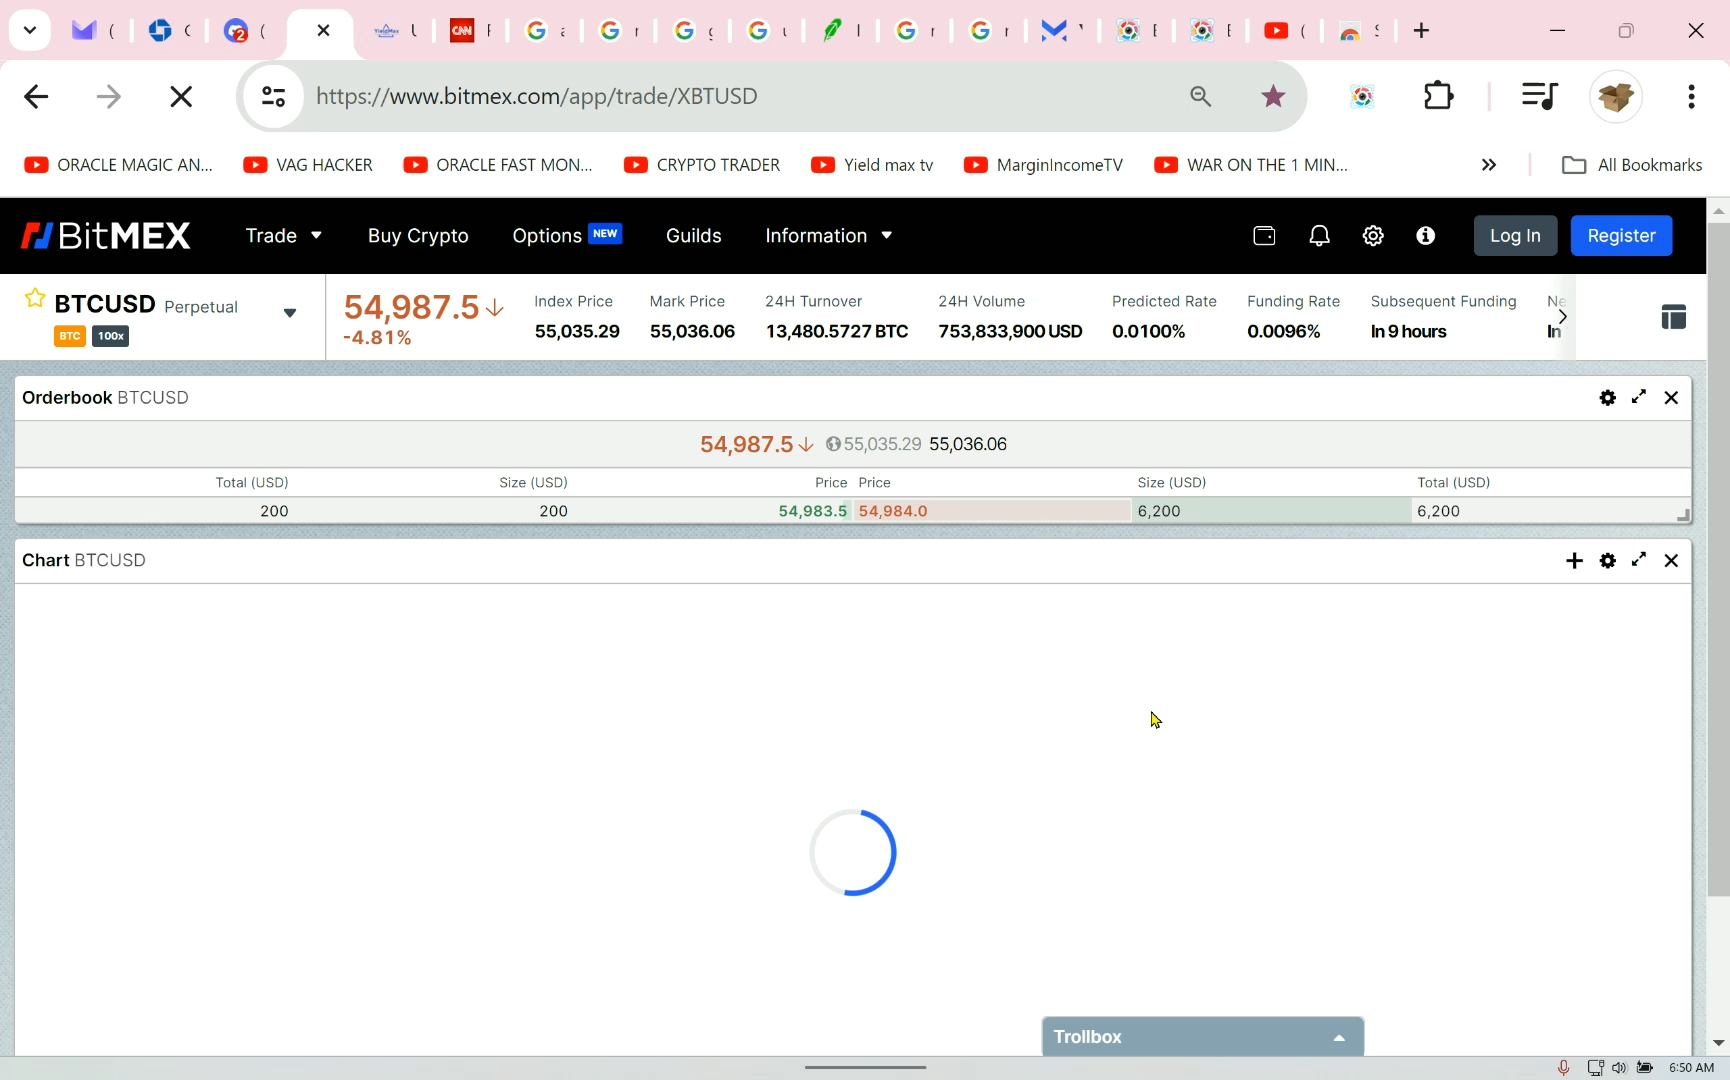 ( C 2 ( YieldMax U CNN F a r g u I r r Y E E ( S
https://www.bitmex.com/app/trade/XBTUSD
ORACLE MAGIC AN... VAG HACKER ORACLE FAST MON... CRYPTO TRADER Yield max tv MarginIncomeTV WAR ON THE 1 MIN... » All Bookmarks
BitMEX Trade Buy Crypto Options NEW Guilds Information Log In Register
BTCUSD Perpetual 54,987.5↓ Index Price Mark Price 24H Turnover 24H Volume Predicted Rate Funding Rate Subsequent Funding Ne
BTC 100x -4.81% 55,035.29 55,036.06 13,480.5727 BTC 753,833,900 USD 0.0100% 0.0096% In 9 hours In
Orderbook BTCUSD
54,987.5↓ 55,035.29 55,036.06
Total (USD) Size (USD) Price Price Size (USD) Total (USD)
200 200 54,983.5 54,984.0 6,200 6,200
Chart BTCUSD
Trollbox
6:50 AM